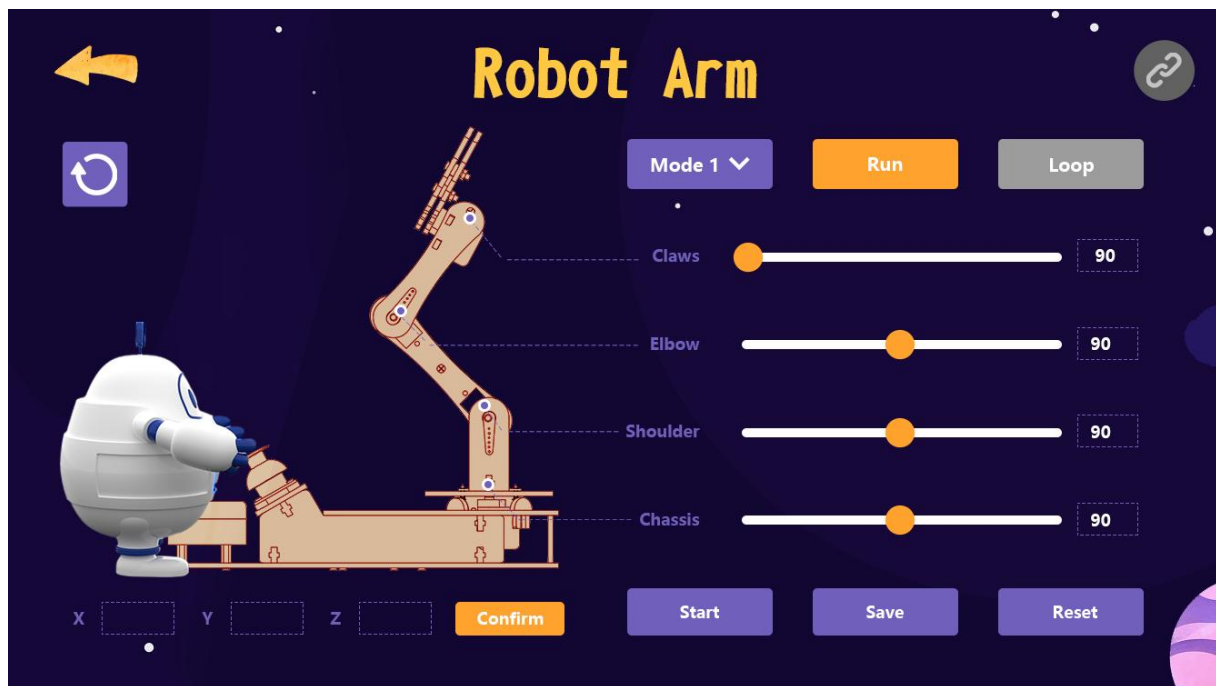 Robot Arm
Mode 1
Run
Loop
Claws
90
Elbow
90
Shoulder
90
Chassis
90
X
Y
Z
Confirm
Start
Save
Reset